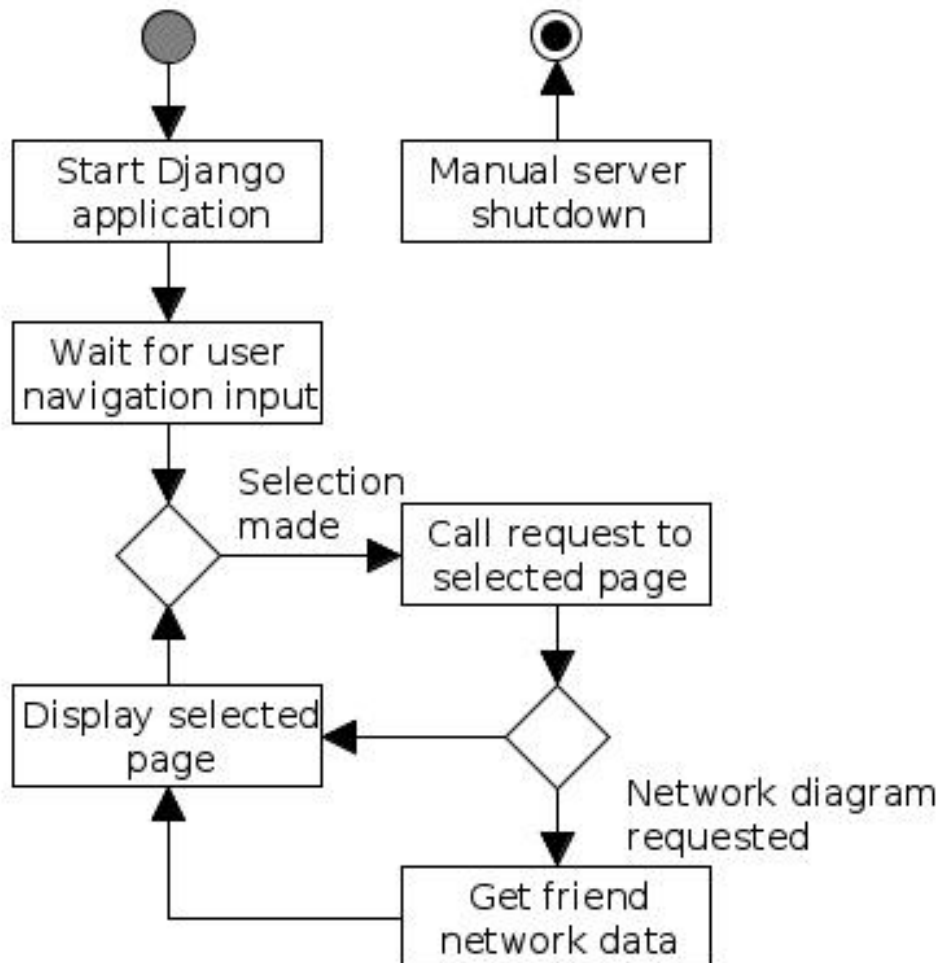 Start Django
application
Manual server
shutdown
Wait for user
navigation input
Selection
made
Call request to
selected page
Display selected
page
Network diagram
requested
Get friend
network data